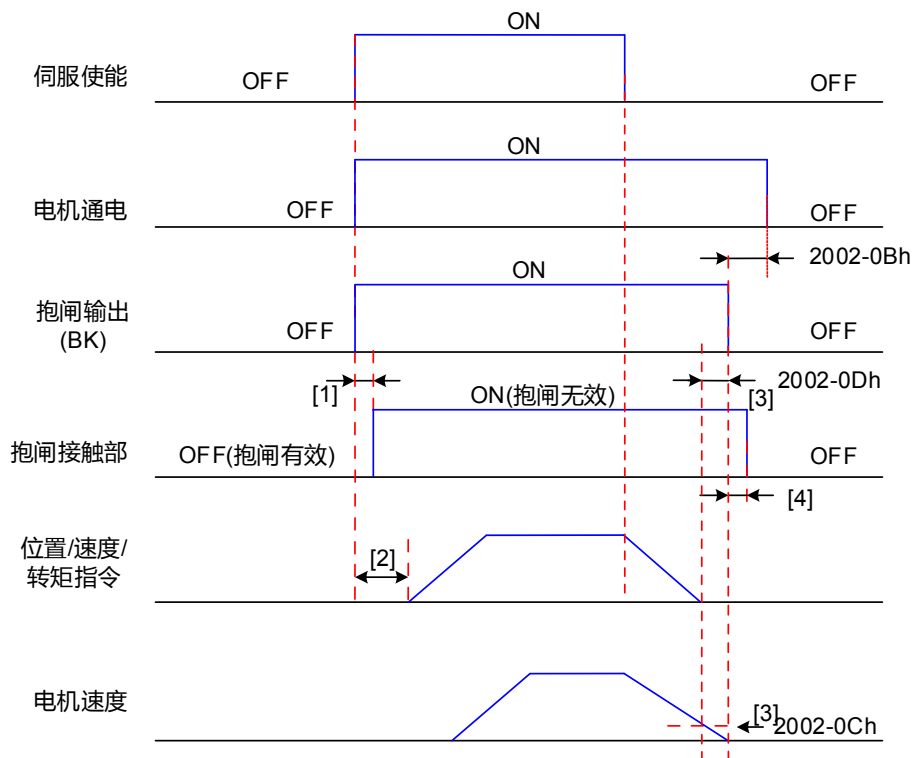 ON
伺服使能
OFF
OFF
ON
电机通电
OFF
OFF
2002-0Bh
ON
抱闸输出
(BK)
OFF
OFF
[1]
[3]
2002-0Dh
ON(抱闸无效)
抱闸接触部
OFF(抱闸有效)
OFF
[4]
位置/速度/
转矩指令
[2]
电机速度
[3]
2002-0Ch